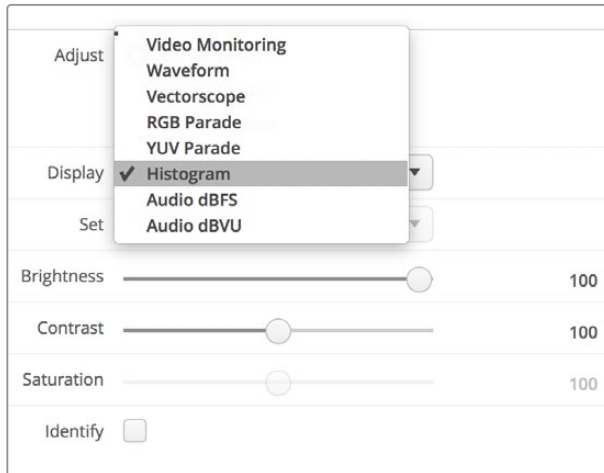 Adjust
Video Monitoring
Waveform
Vectorscope
RGB Parade
YUV Parade
Display ✓ Histogram
Audio dBFS
Set
Audio dBVU
Brightness 100
Contrast 100
Saturation 100
Identify